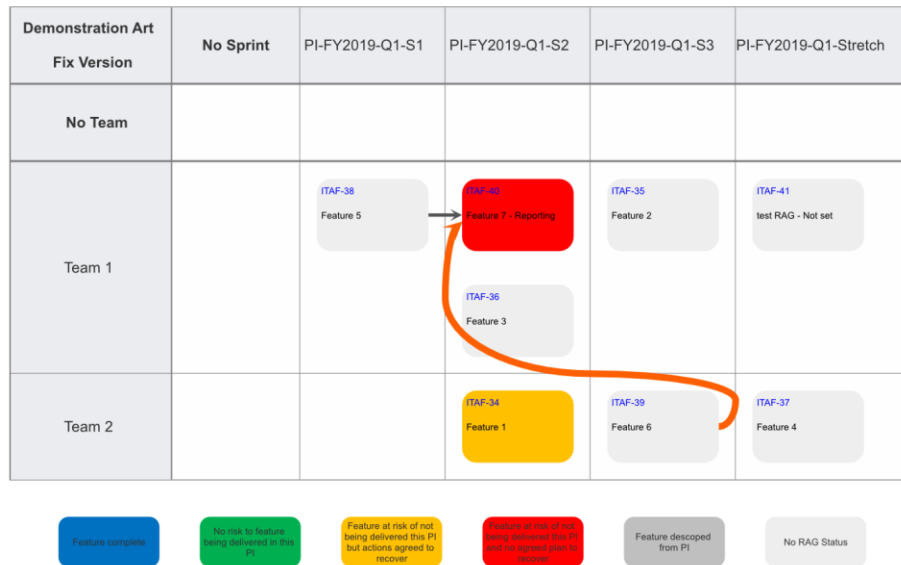 Demonstration Art
Fix Version
No Sprint
PI-FY2019-Q1-S1
PI-FY2019-Q1-S2
PI-FY2019-Q1-S3
PI-FY2019-Q1-Stretch
No Team
Team 1
ITAF-38
Feature 5
ITAF-40
Feature 7 - Reporting
ITAF-35
Feature 2
ITAF-41
test RAG - Not set
ITAF-36
Feature 3
Team 2
ITAF-34
Feature 1
ITAF-39
Feature 6
ITAF-37
Feature 4
Feature complete
No risk to feature
being delivered in this
PI
Feature at risk of not
being delivered this PI
but actions agreed to
recover
Feature at risk of not
being delivered this PI
and no agreed plan to
recover
Feature descoped
from PI
No RAG Status